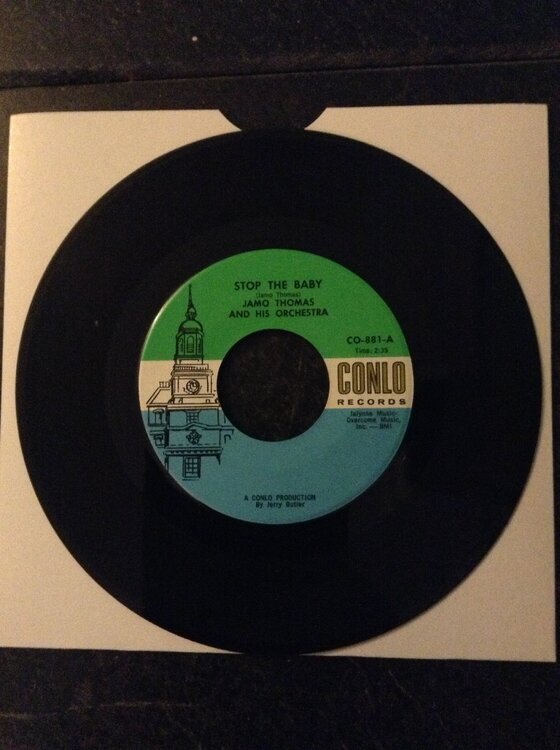 STOP THE BABY
(Jamo Thomas)
JAMO THOMAS
AND HIS ORCHESTRA
CO-881-A
Time: 2:35
CONLO
RECORDS
Jalynne Music-
Overcome Music,
Inc. — BMI
A CONLO PRODUCTION
By Jerry Butler